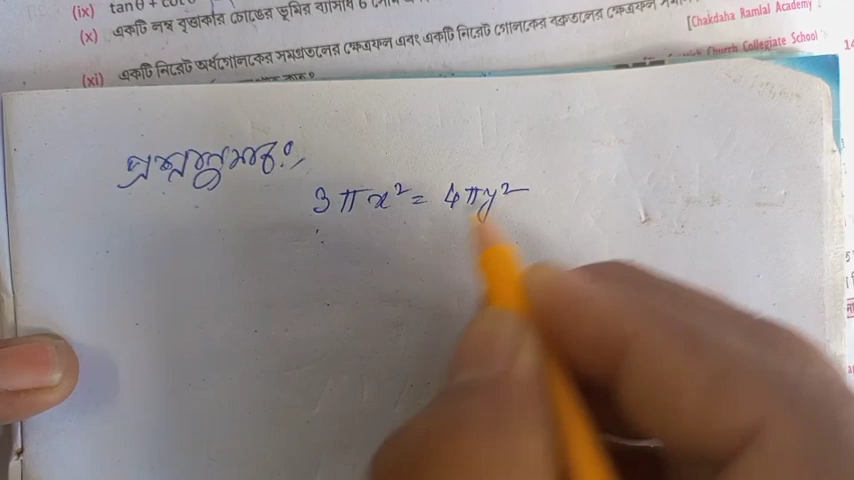 (ix) tanθ +
(x) একটি লম্ব বৃত্তাকার চোঙের ভূমির ব্যাসার্ধ
[Chakdaha Ramlal Academy
(xi) একটি নিরেট অর্ধগোলকের সমগ্রতলের ক্ষেত্রফল এবং একটি নিরেট গোলকের বক্রতলের ক্ষেত্রফল
Church Collegiate School
প্রশ্নানুসারে,
3πx² = 4πy²